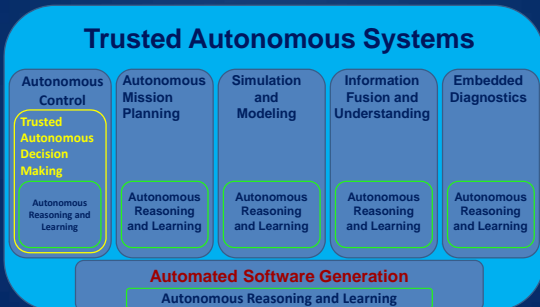 Trusted Autonomous Systems
Autonomous
Control
Trusted
Autonomous
Decision
Making
Autonomous
Reasoning and
Learning
Autonomous
Mission
Planning
Autonomous
Reasoning
and Learning
Simulation
and
Modeling
Autonomous
Reasoning
and Learning
Information
Fusion and
Understanding
Autonomous
Reasoning
and Learning
Embedded
Diagnostics
Autonomous
Reasoning
and Learning
Automated Software Generation
Autonomous Reasoning and Learning